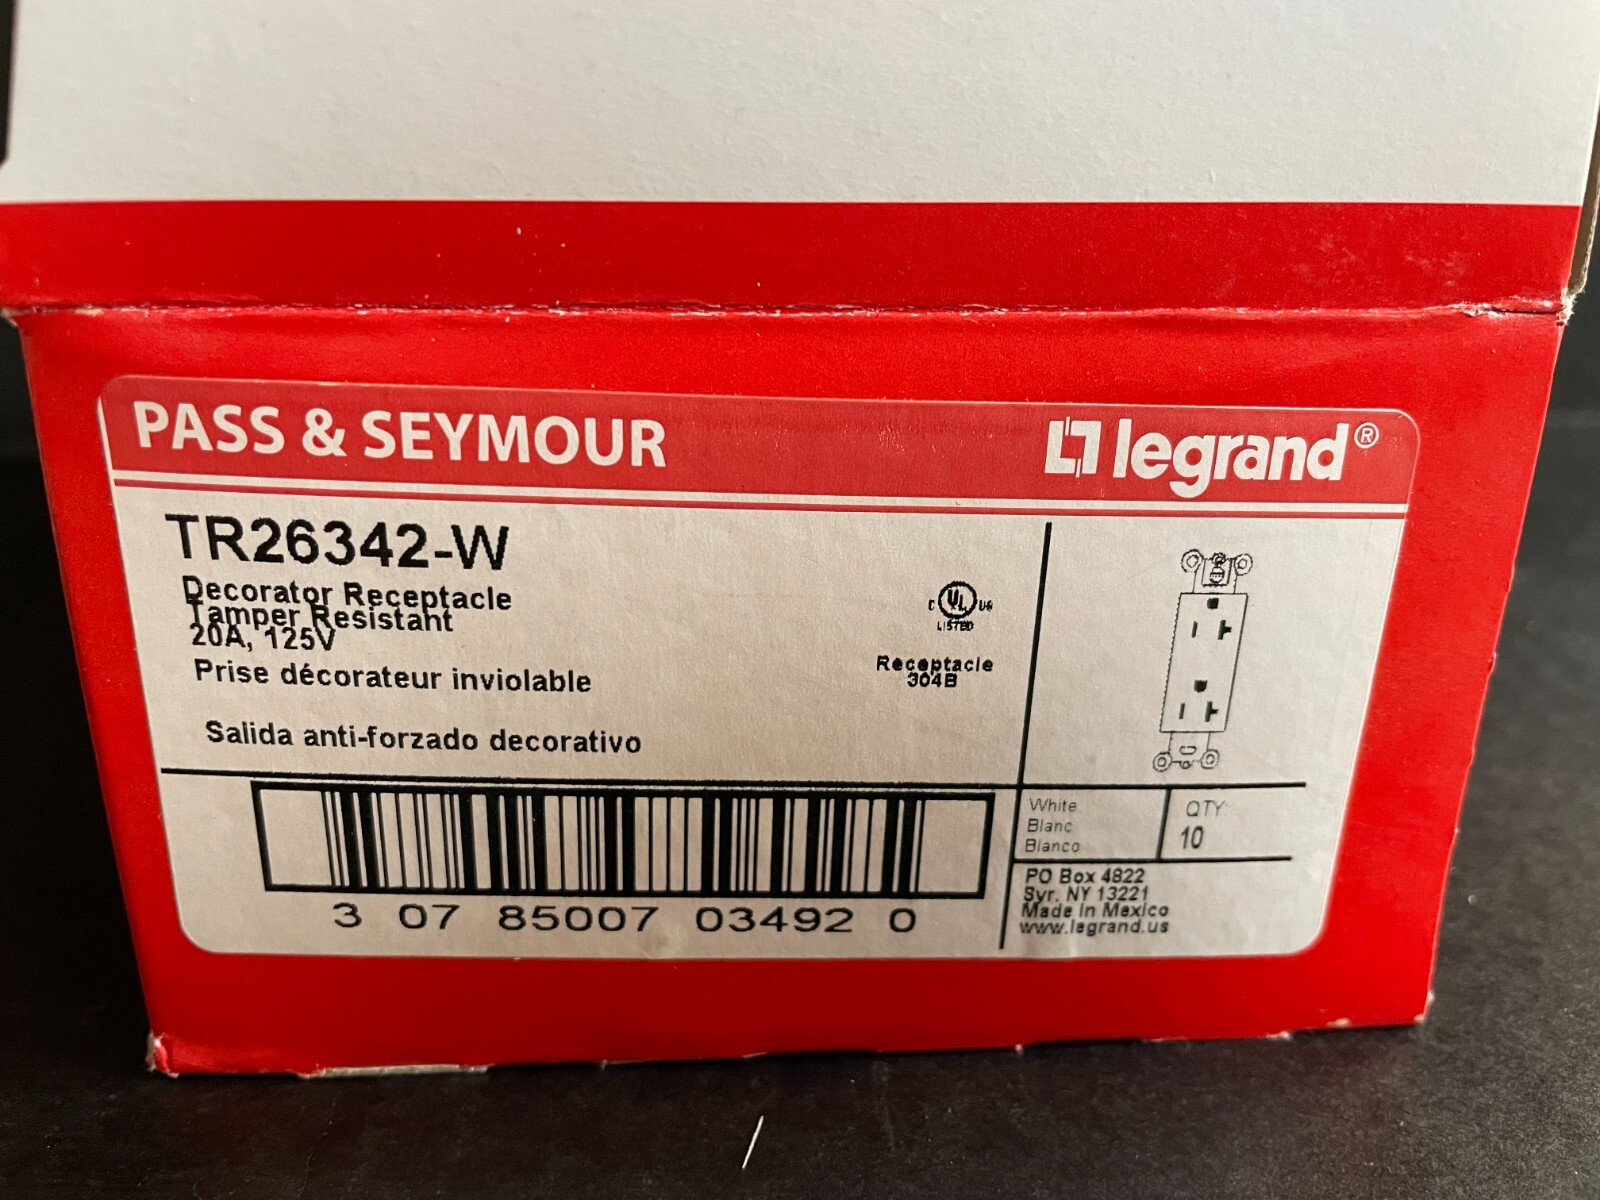 PASS & SEYMOUR
legrand®
TR26342-W
Decorator Receptacle
Tamper Resistant
20A, 125V
Prise décorateur inviolable
Salida anti-forzado decorativo
C UL US
LISTED
Receptacle
304B
3 07 85007 03492 0
White
Blanc
Blanco
QTY
10
PO Box 4822
Syr. NY 13221
Made In Mexico
www.legrand.us